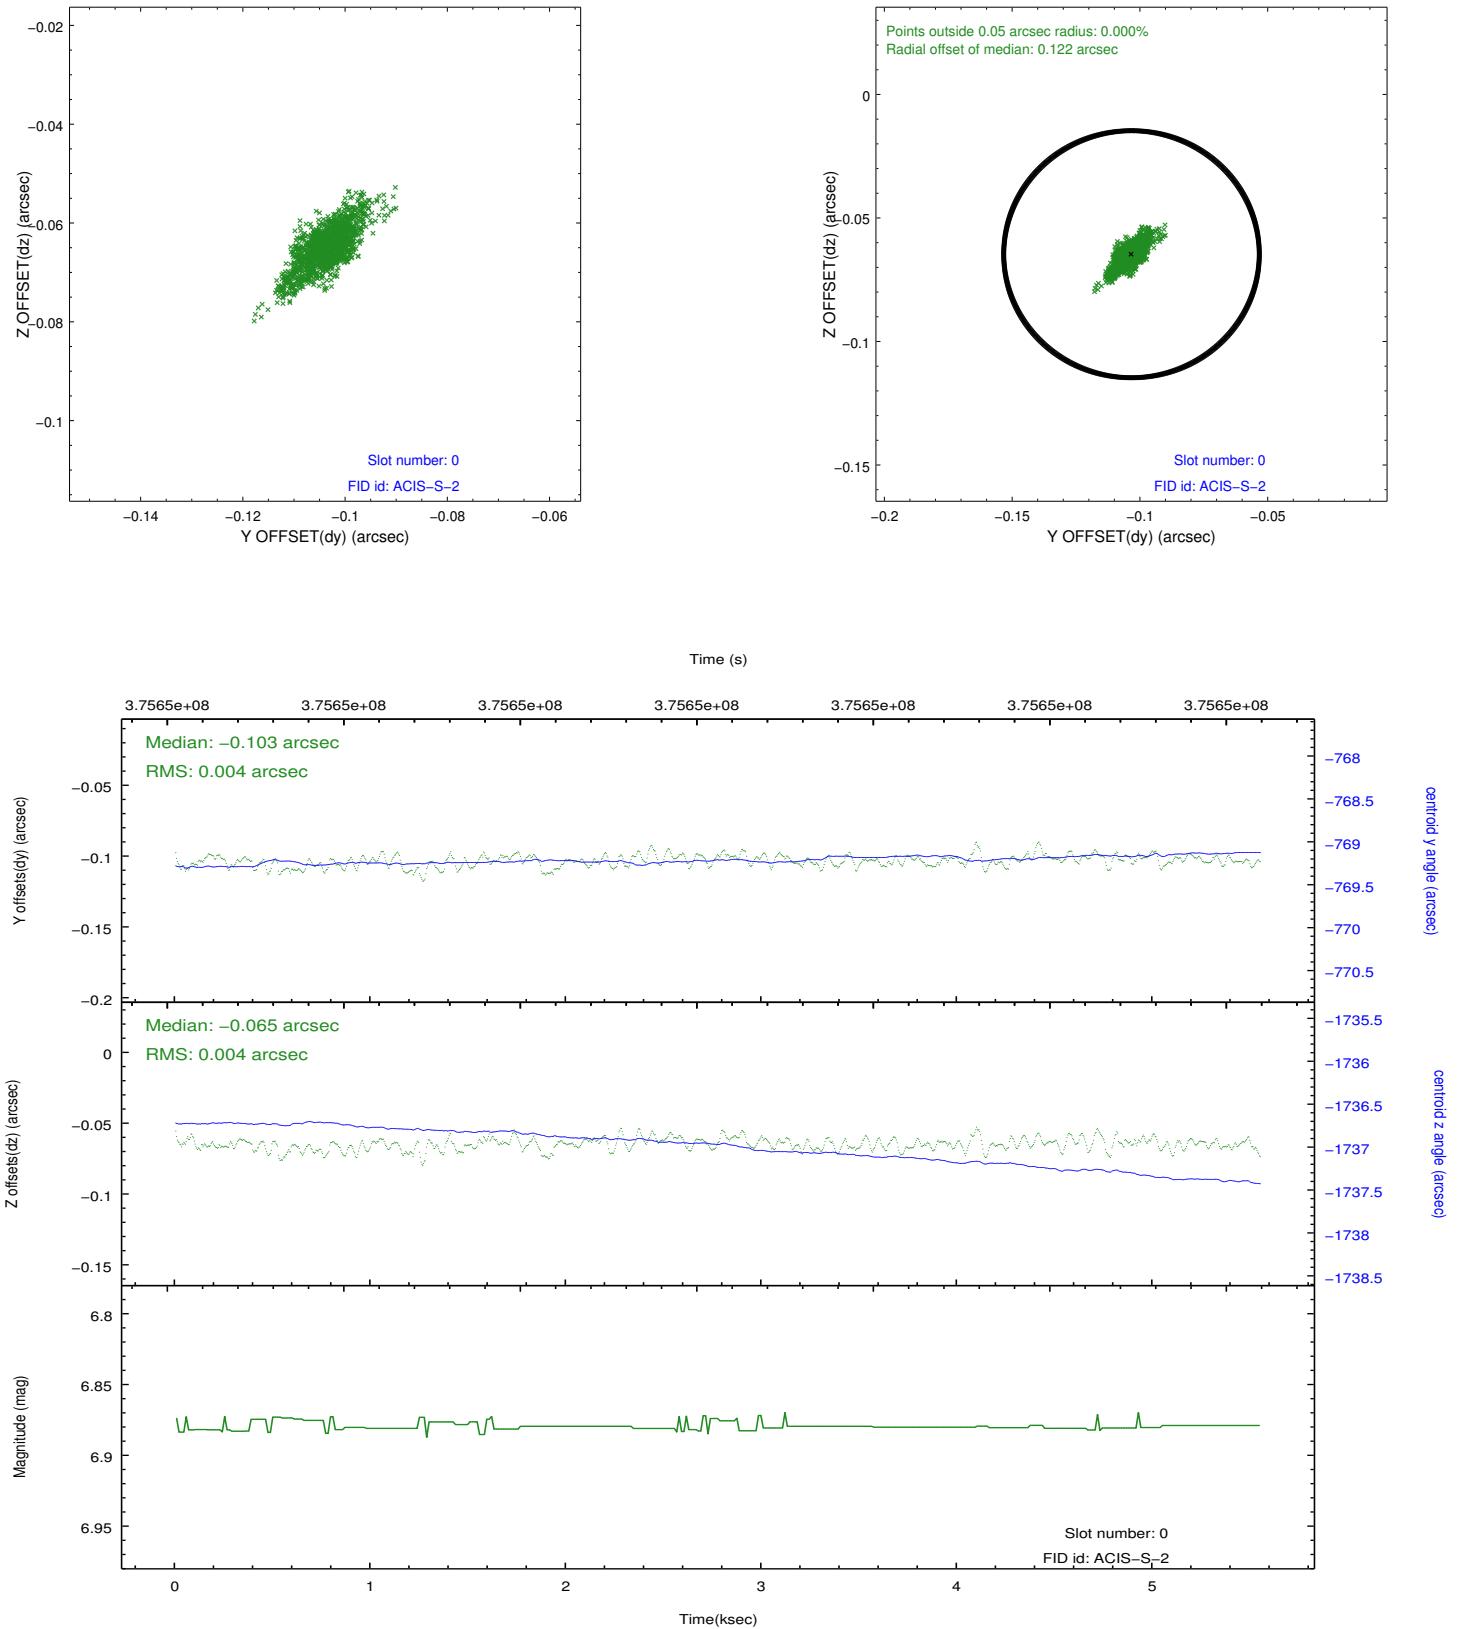 −0.02
−0.04
−0.06
−0.08
−0.1
Z OFFSET(dz) (arcsec)
Slot number: 0
FID id: ACIS−S−2
−0.14
−0.12
−0.1
−0.08
−0.06
Y OFFSET(dy) (arcsec)
Points outside 0.05 arcsec radius: 0.000%
Radial offset of median: 0.122 arcsec
0
−0.05
−0.1
−0.15
Z OFFSET(dz) (arcsec)
Slot number: 0
FID id: ACIS−S−2
−0.2
−0.15
−0.1
−0.05
Y OFFSET(dy) (arcsec)
Time (s)
3.7565e+08
3.7565e+08
3.7565e+08
3.7565e+08
3.7565e+08
3.7565e+08
3.7565e+08
Median: −0.103 arcsec
RMS: 0.004 arcsec
−0.05
−0.1
−0.15
−0.2
Y offsets(dy) (arcsec)
−768
−768.5
−769
−769.5
−770
−770.5
centroid y angle (arcsec)
Median: −0.065 arcsec
RMS: 0.004 arcsec
0
−0.05
−0.1
−0.15
Z offsets(dz) (arcsec)
−1735.5
−1736
−1736.5
−1737
−1737.5
−1738
−1738.5
centroid z angle (arcsec)
6.8
6.85
6.9
6.95
Magnitude (mag)
Slot number: 0
FID id: ACIS−S−2
0
1
2
3
4
5
Time(ksec)